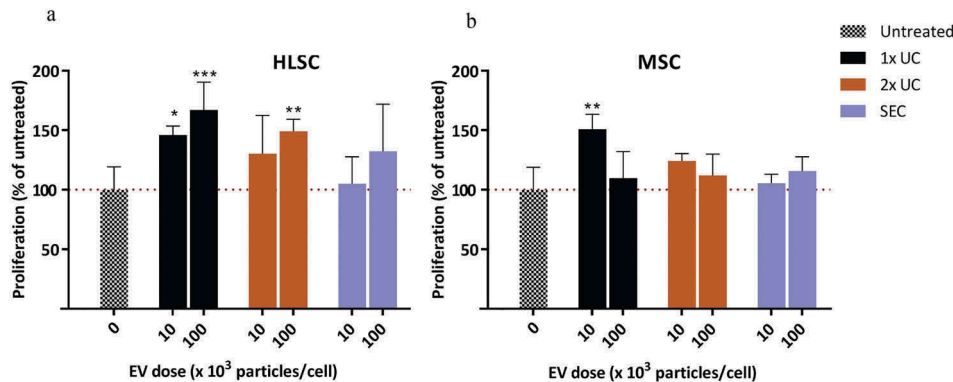 a
HLSC
Proliferation (% of untreated)
200
150
100
50
*
***
**
0
10
100
10
100
10
100
EV dose (x 10³ particles/cell)
b
MSC
Proliferation (% of untreated)
200
150
100
50
**
0
10
100
10
100
10
100
EV dose (x 10³ particles/cell)
Untreated
1x UC
2x UC
SEC